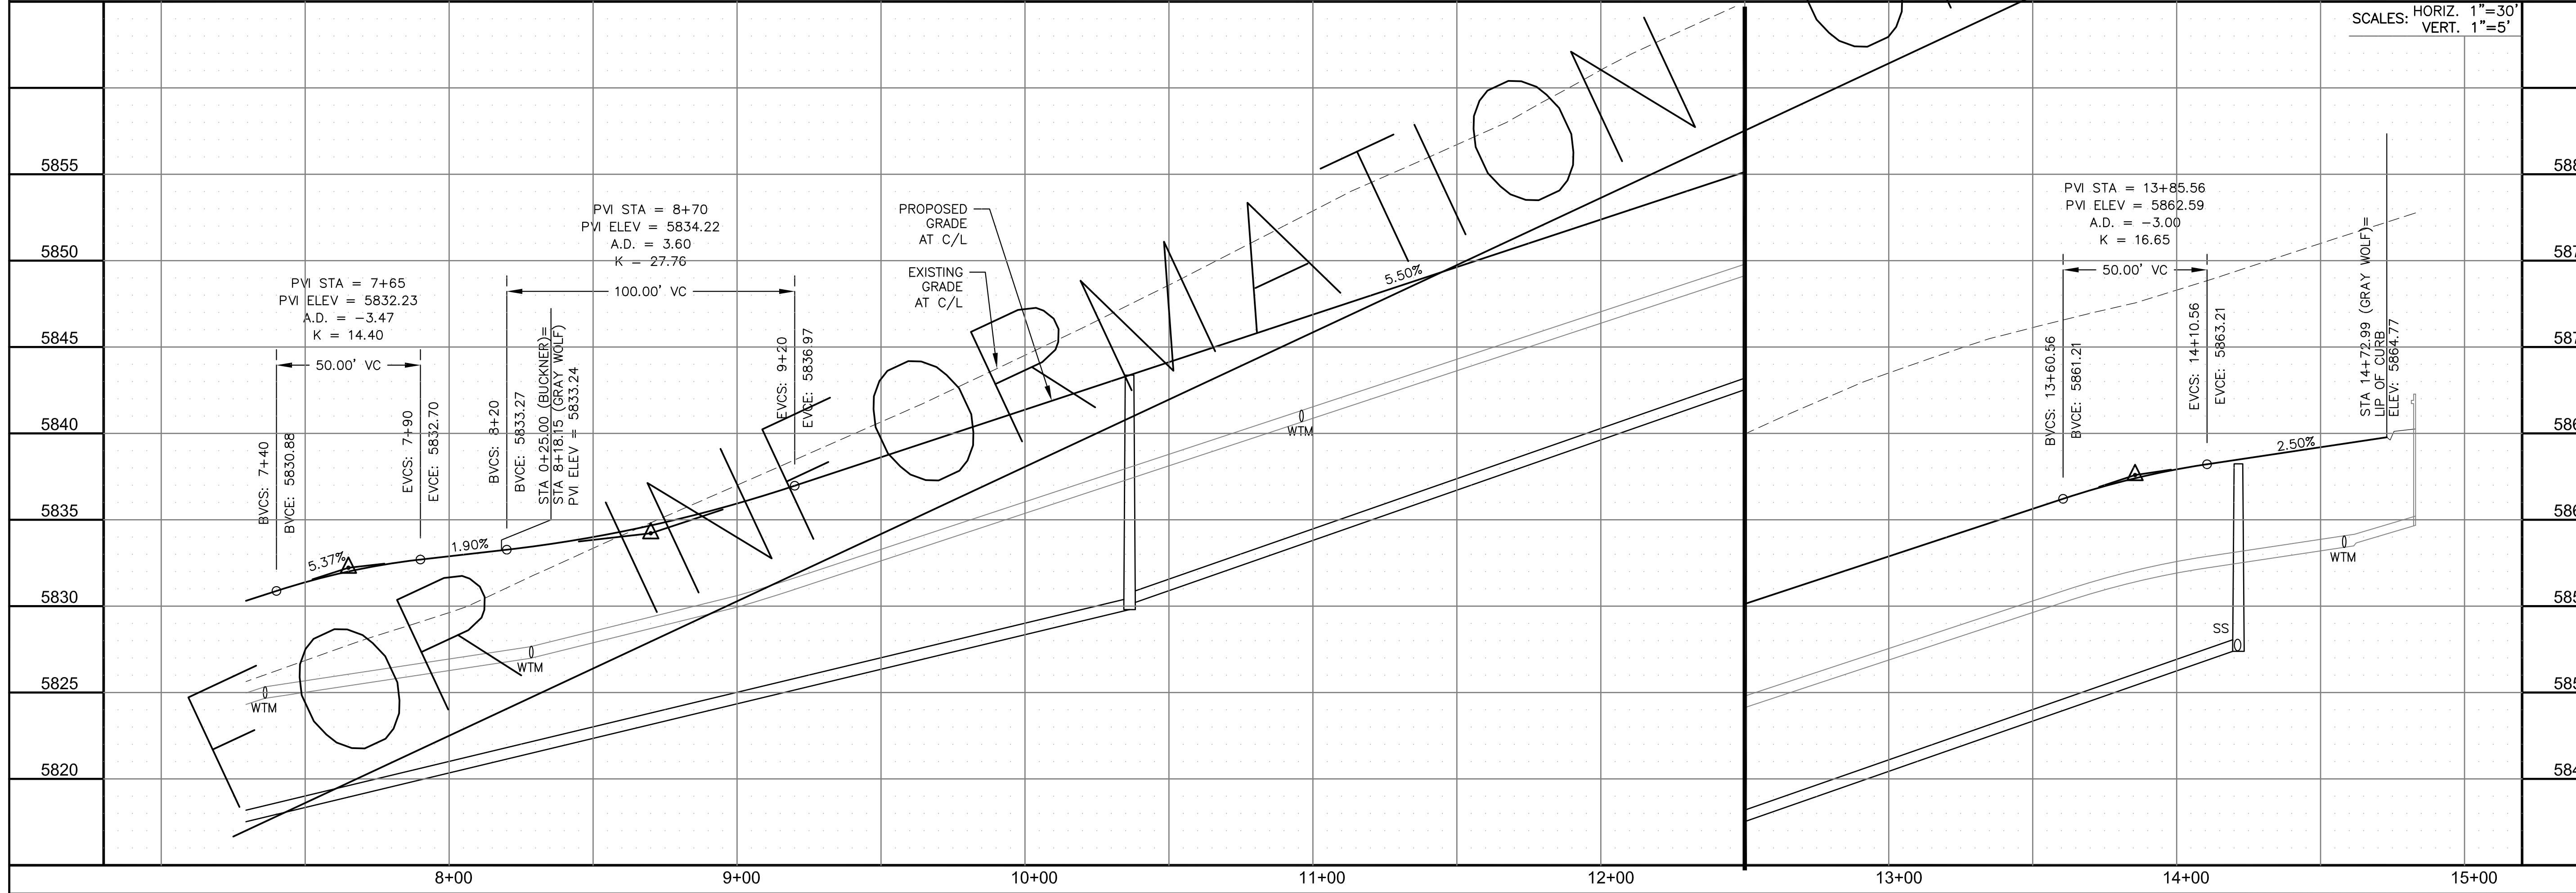 SCALES: HORIZ. 1"=30'
VERT. 1"=5'
5855
5850
5845
5840
5835
5830
5825
5820
PVI STA = 7+65
PVI ELEV = 5832.23
A.D. = -3.47
K = 14.40
50.00' VC
BVCS: 7+40
BVCE: 5830.88
EVCS: 7+90
EVCE: 5832.70
5.37%
1.90%
PVI STA = 8+70
PVI ELEV = 5834.22
A.D. = 3.60
K = 27.76
100.00' VC
BVCS: 8+20
BVCE: 5833.27
STA 0+25.00 (BUCKNER)=
STA 8+18.15 (GRAY WOLF)
PVI ELEV = 5833.24
EVCS: 9+20
EVCE: 5836.97
PROPOSED
GRADE
AT C/L
EXISTING
GRADE
AT C/L
5.50%
WTM
WTM
WTM
FOR INFORMATION
PVI STA = 13+85.56
PVI ELEV = 5862.59
A.D. = -3.00
K = 16.65
50.00' VC
BVCS: 13+60.56
BVCE: 5861.21
EVCS: 14+10.56
EVCE: 5863.21
STA 14+72.99 (GRAY WOLF)=
LIP OF CURB
ELEV: 5864.77
2.50%
SS
WTM
8+00
9+00
10+00
11+00
12+00
13+00
14+00
15+00